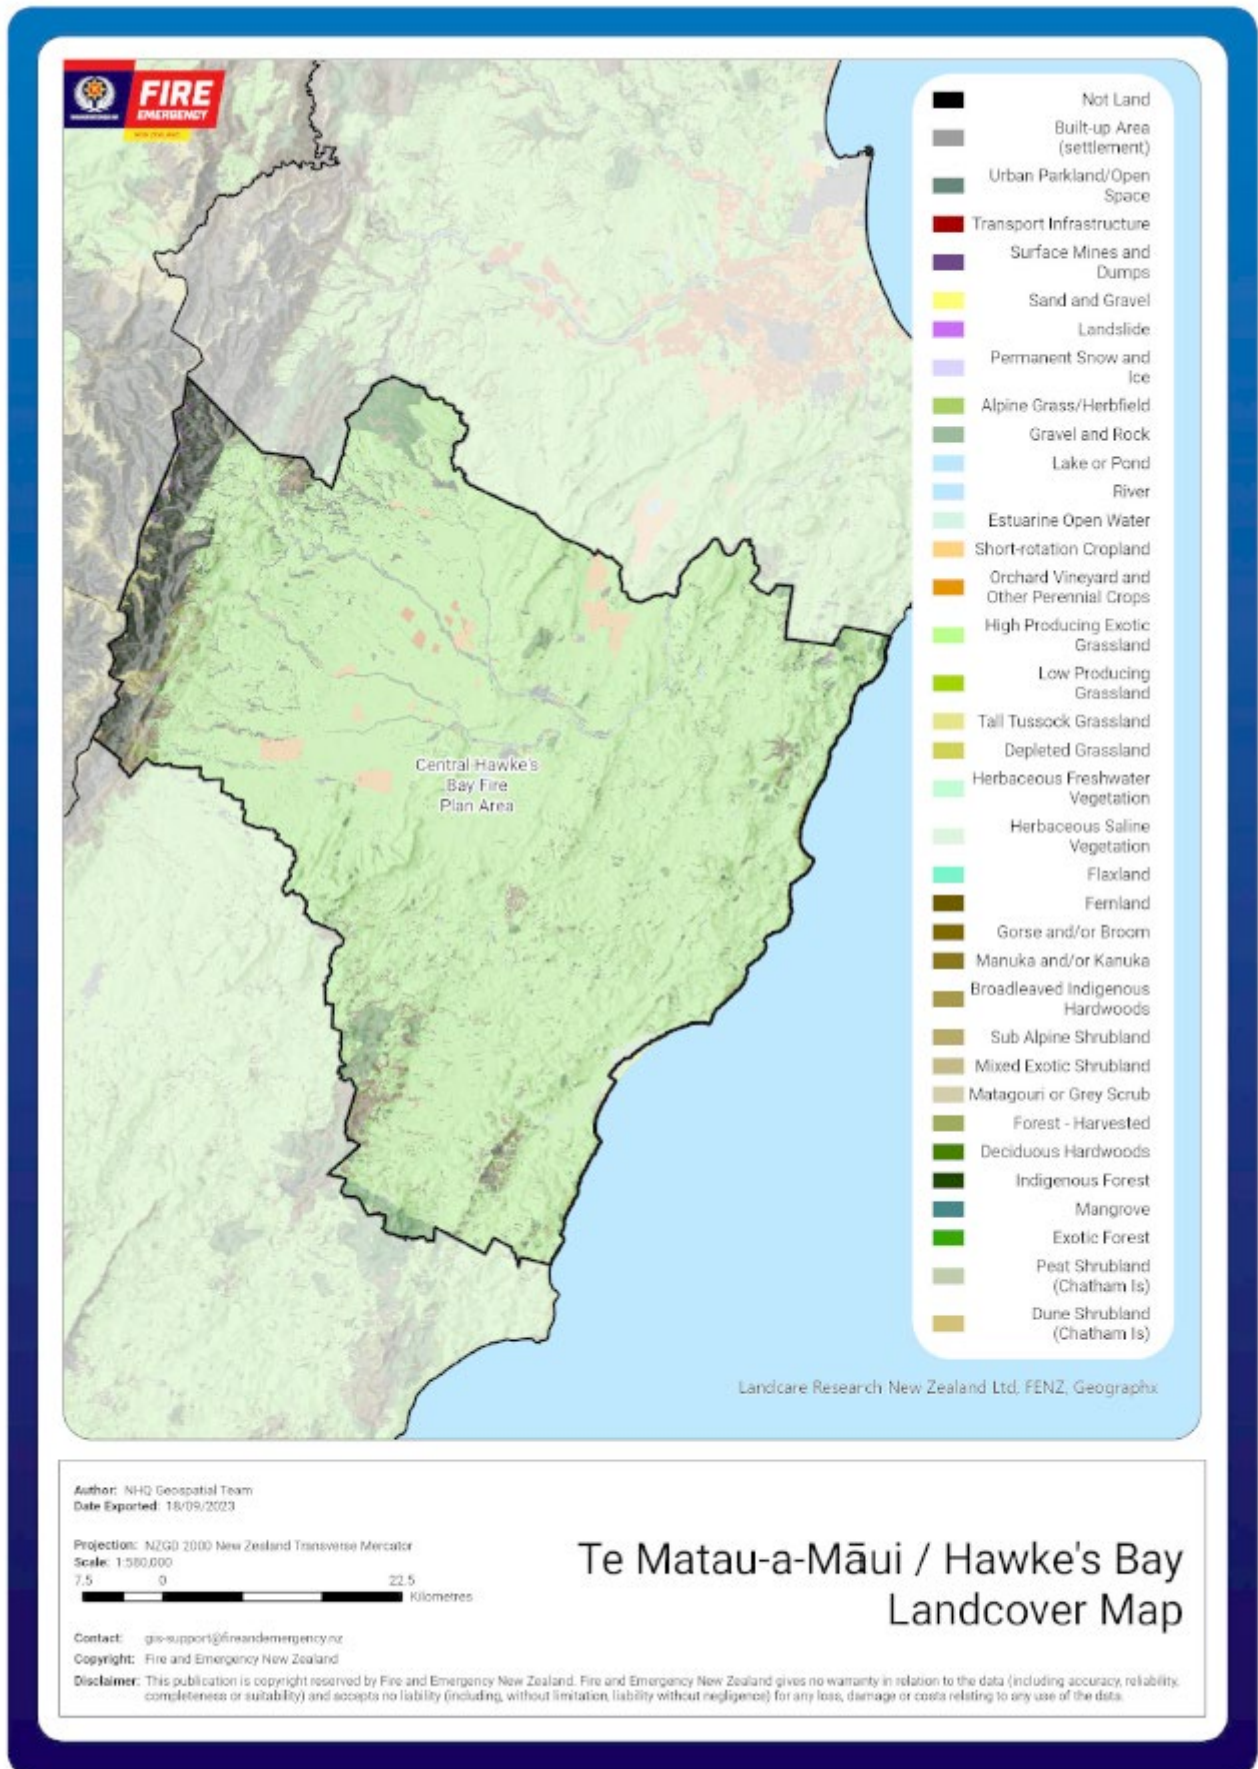 FIRE
EMERGENCY
Not Land
Built-up Area
(settlement)
Urban Parkland/Open
Space
Transport Infrastructure
Surface Mines and
Dumps
Sand and Gravel
Landslide
Permanent Snow and
Ice
Alpine Grass/Herbfield
Gravel and Rock
Lake or Pond
River
Estuarine Open Water
Short-rotation Cropland
Orchard Vineyard and
Other Perennial Crops
High Producing Exotic
Grassland
Low Producing
Grassland
Tall Tussock Grassland
Depleted Grassland
Herbaceous Freshwater
Vegetation
Herbaceous Saline
Vegetation
Flaxland
Fernland
Gorse and/or Broom
Manuka and/or Kanuka
Broadleaved Indigenous
Hardwoods
Sub Alpine Shrubland
Mixed Exotic Shrubland
Matagouri or Grey Scrub
Forest - Harvested
Deciduous Hardwoods
Indigenous Forest
Mangrove
Exotic Forest
Peat Shrubland
(Chatham Is)
Dune Shrubland
(Chatham Is)
Central Hawke's
Bay Fire
Plan Area
Landcare Research New Zealand Ltd, FENZ, Geographx
Author: NHQ Geospatial Team
Date Exported: 18/09/2023
Projection: NZGD 2000 New Zealand Transverse Mercator
Scale: 1:580,000
7.5 0 22.5
Kilometres
Te Matau-a-Māui / Hawke's Bay
Landcover Map
Contact: gis-support@fireandemergency.nz
Copyright: Fire and Emergency New Zealand
Disclaimer: This publication is copyright reserved by Fire and Emergency New Zealand. Fire and Emergency New Zealand gives no warranty in relation to the data (including accuracy, reliability,
completeness or suitability) and accepts no liability (including, without limitation, liability without negligence) for any loss, damage or costs relating to any use of the data.